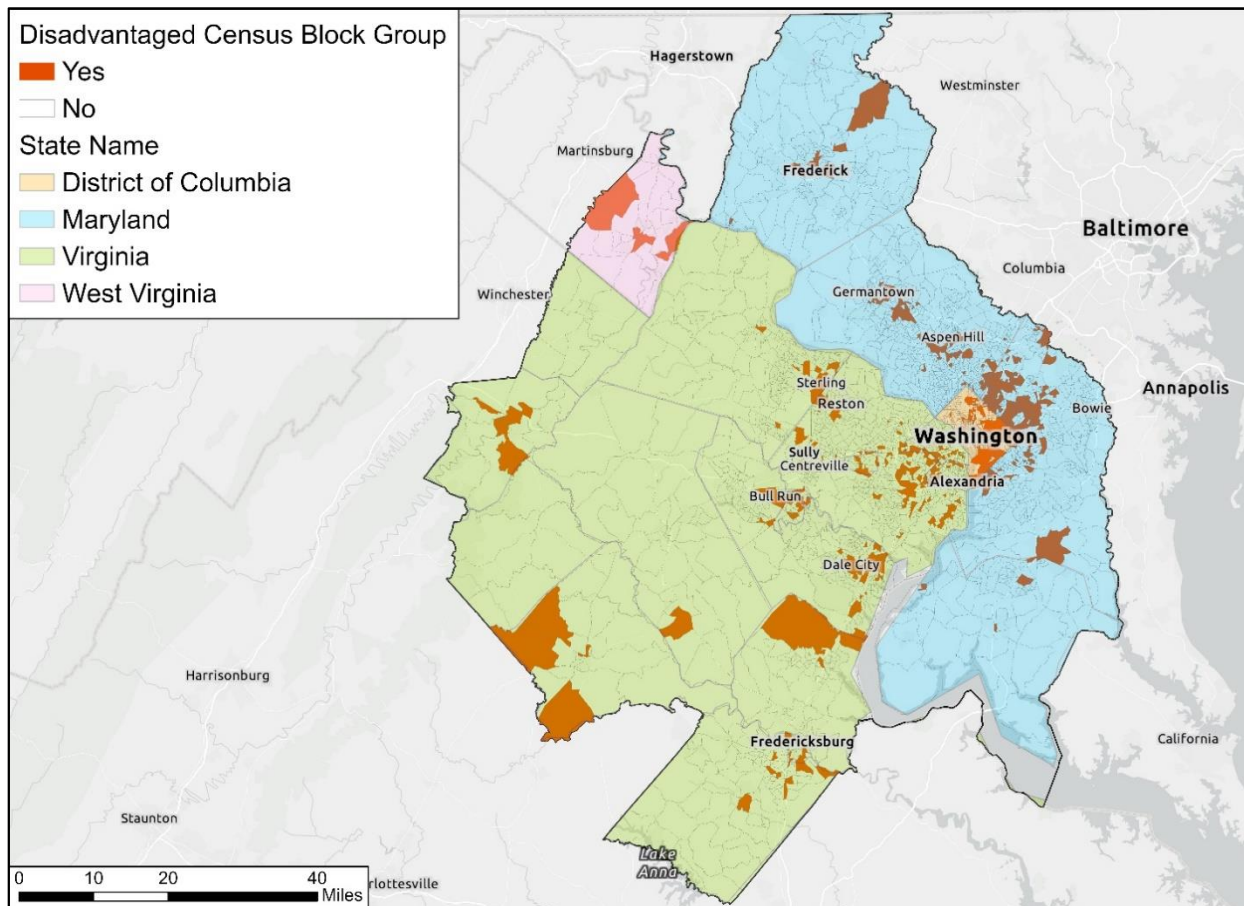 Disadvantaged Census Block Group
Yes
No
State Name
District of Columbia
Maryland
Virginia
West Virginia
Hagerstown
Westminster
Martinsburg
Frederick
Baltimore
Columbia
Winchester
Germantown
Aspen Hill
Annapolis
Sterling
Reston
Bowie
Washington
Sully
Centreville
Alexandria
Bull Run
Dale City
Harrisonburg
Fredericksburg
California
Staunton
Lake
Anna
rlottesville
0 10 20 40
Miles